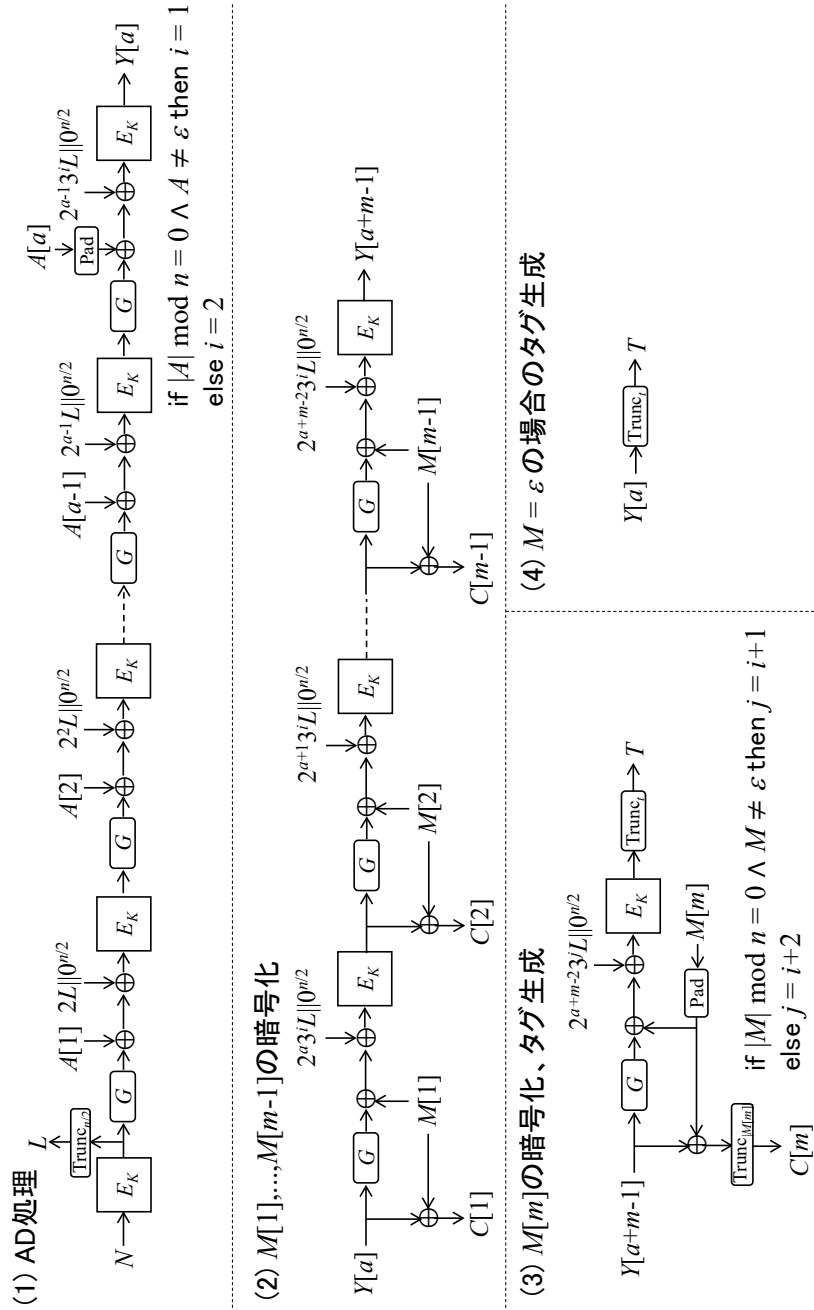 (1) AD処理
N
E_K
Trunc_{n/2}
L
G
A[1]
2L||0^{n/2}
E_K
G
A[2]
2^2L||0^{n/2}
E_K
G
A[a-1]
2^{a-1}L||0^{n/2}
E_K
G
A[a]
Pad
2^{a-1}3^iL||0^{n/2}
E_K
Y[a]
if |A| mod n = 0 ∧ A ≠ ε then i = 1
else i = 2
(2) M[1],...,M[m-1]の暗号化
Y[a]
C[1]
G
M[1]
2^a3^iL||0^{n/2}
E_K
C[2]
G
M[2]
2^{a+1}3^iL||0^{n/2}
E_K
C[m-1]
G
M[m-1]
2^{a+m-2}3^iL||0^{n/2}
E_K
Y[a+m-1]
(3) M[m]の暗号化、タグ生成
Y[a+m-1]
G
2^{a+m-2}3^jL||0^{n/2}
E_K
Trunc_t
T
Pad
M[m]
Trunc_{|M[m]|}
C[m]
if |M| mod n = 0 ∧ M ≠ ε then j = i+1
else j = i+2
(4) M = ε の場合のタグ生成
Y[a]
Trunc_t
T